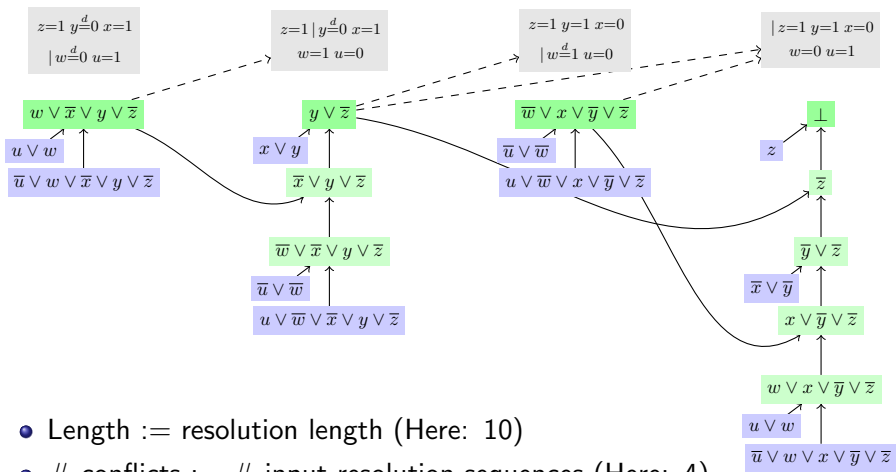 z=1 y=^d 0 x=1
| w=^d 0 u=1
z=1 | y=^d 0 x=1
w=1 u=0
z=1 y=1 x=0
| w=^d 1 u=0
| z=1 y=1 x=0
w=0 u=1
w ∨ x̅ ∨ y ∨ z̅
y ∨ z̅
w̅ ∨ x ∨ y̅ ∨ z̅
⊥
u ∨ w
x ∨ y
u̅ ∨ w̅
z
u̅ ∨ w ∨ x̅ ∨ y ∨ z̅
x̅ ∨ y ∨ z̅
u ∨ w̅ ∨ x ∨ y̅ ∨ z̅
z̅
w̅ ∨ x̅ ∨ y ∨ z̅
y̅ ∨ z̅
u̅ ∨ w̅
x̅ ∨ y̅
u ∨ w̅ ∨ x̅ ∨ y ∨ z̅
x ∨ y̅ ∨ z̅
w ∨ x ∨ y̅ ∨ z̅
u ∨ w
u̅ ∨ w ∨ x ∨ y̅ ∨ z̅
• Length := resolution length (Here: 10)
• # conflicts := # input resolution sequences (Here: 4)